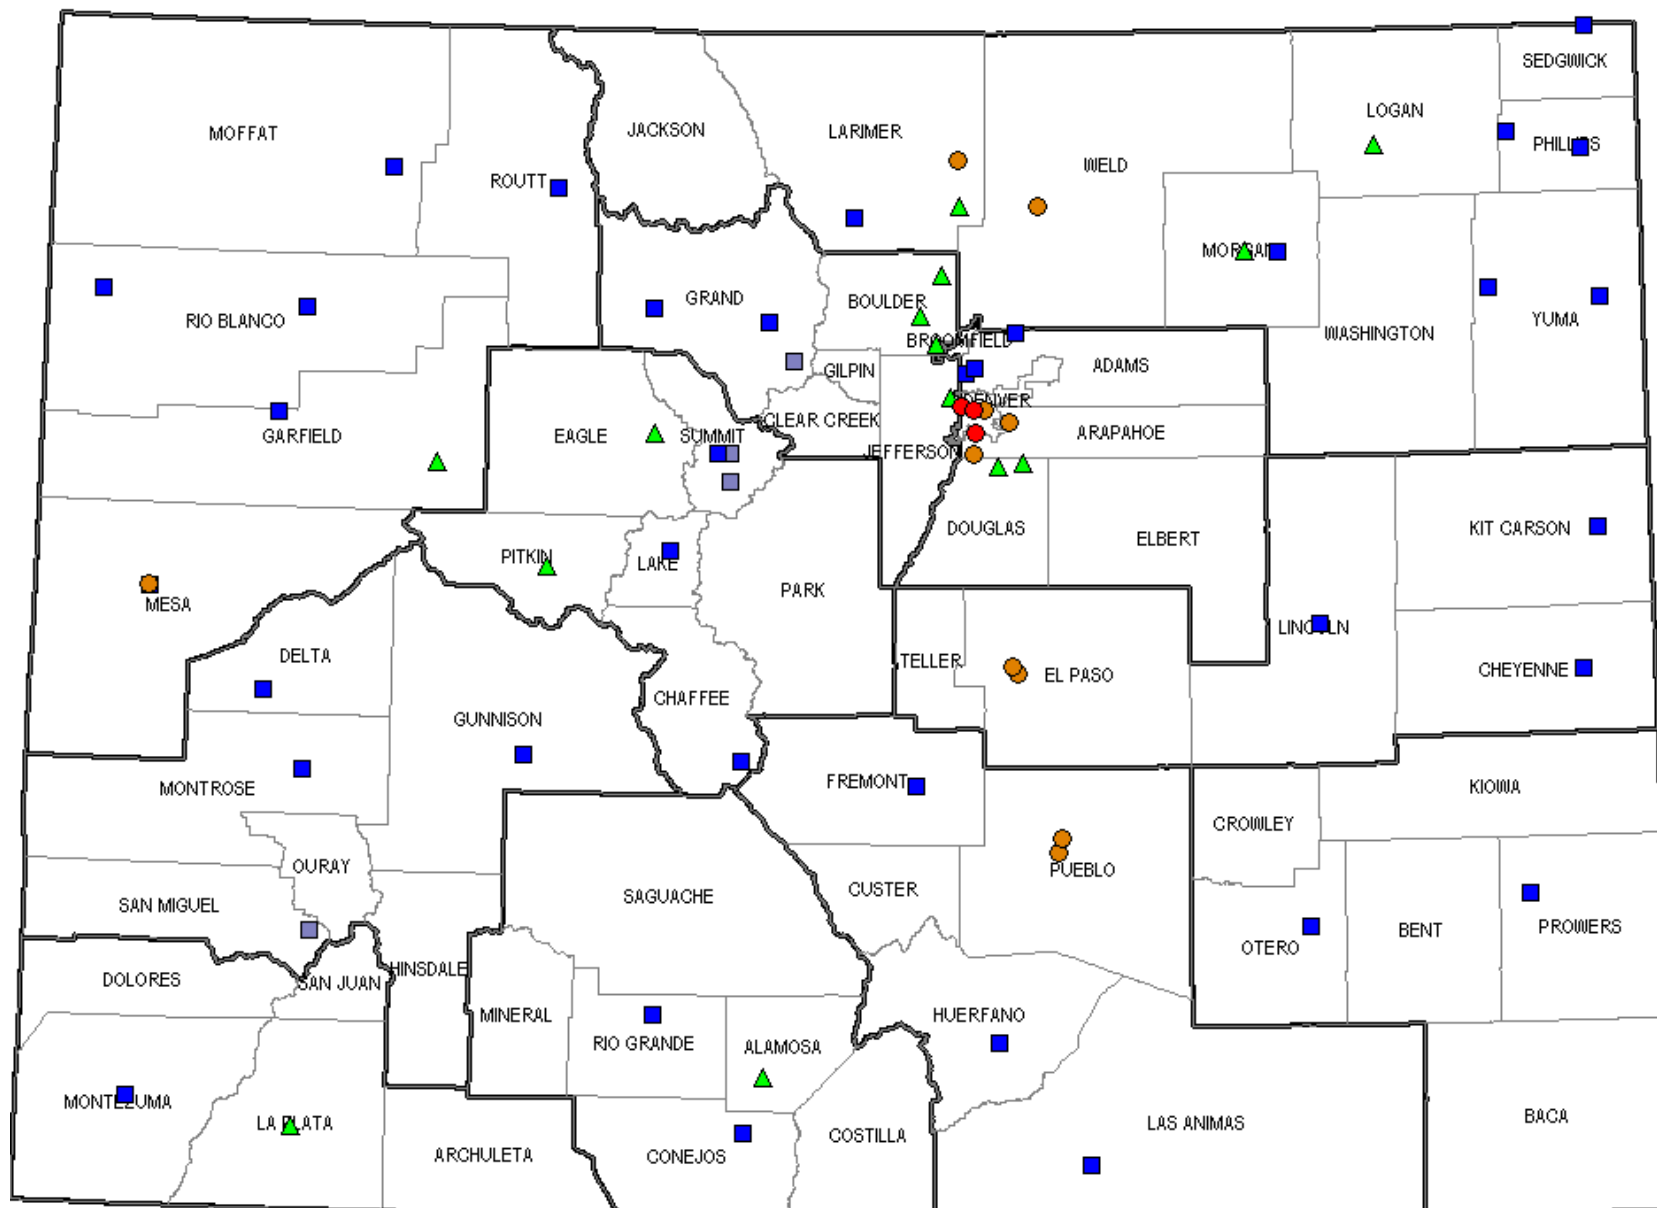 SEDGWICK
LOGAN
MOFFAT
JACKSON
LARIMER
PHILLIPS
WELD
ROUTT
MORGAN
GRAND
BOULDER
RIO BLANCO
YUMA
WASHINGTON
BROOMFIELD
ADAMS
GILPIN
DENVER
CLEAR CREEK
ARAPAHOE
GARFIELD
EAGLE
SUMMIT
JEFFERSON
DOUGLAS
KIT CARSON
ELBERT
PITKIN
LAKE
PARK
MESA
LINCOLN
DELTA
TELLER
EL PASO
CHEYENNE
CHAFFEE
GUNNISON
FREMONT
MONTROSE
KIOWA
CROWLEY
OURAY
PUEBLO
CUSTER
SAGUACHE
SAN MIGUEL
BENT
PROWERS
OTERO
HINSDALE
DOLORES
SAN JUAN
MINERAL
HUERFANO
RIO GRANDE
ALAMOSA
MONTEZUMA
LA PLATA
LAS ANIMAS
BACA
COSTILLA
ARCHULETA
CONEJOS